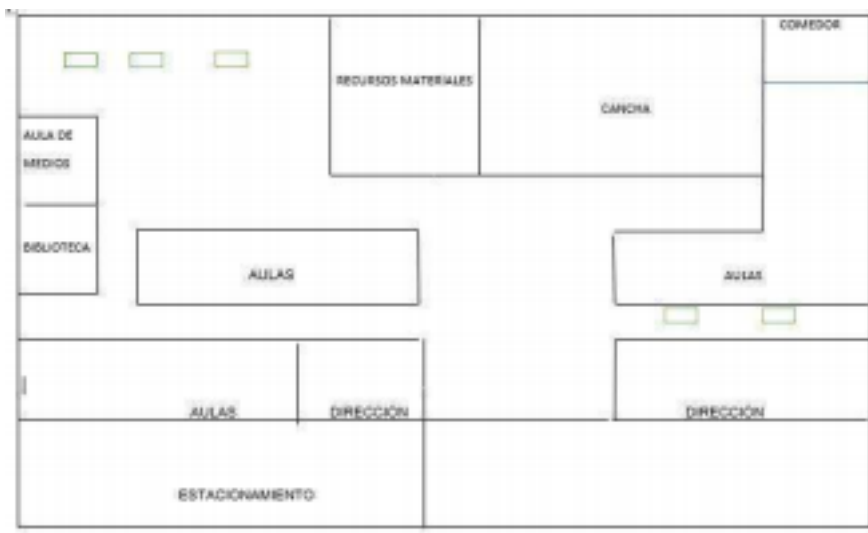 COMEDOR
RECURSOS MATERIALES
CANCHA
AULA DE
MEDIOS
BIBLIOTECA
AULAS
AULAS
AULAS
DIRECCIÓN
DIRECCIÓN
ESTACIONAMIENTO